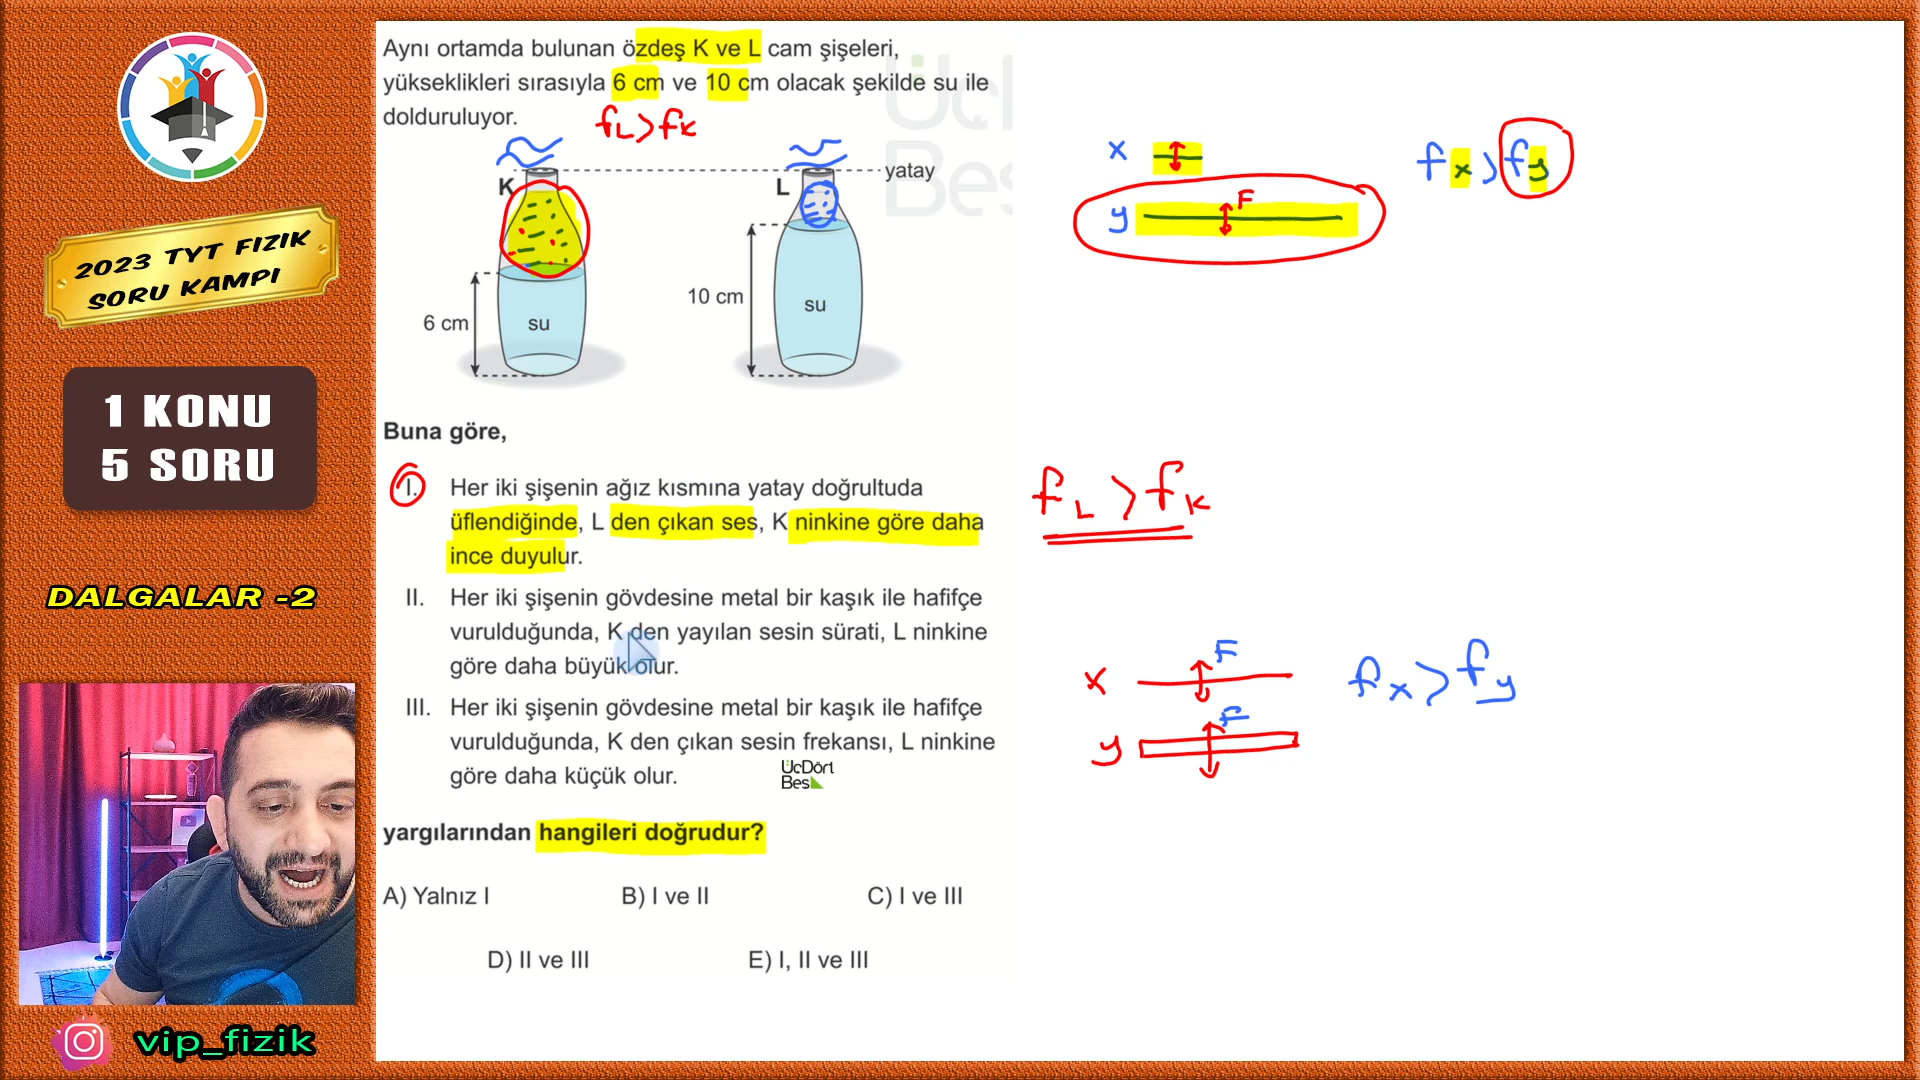 2023 TYT FIZIK
SORU KAMPI
1 KONU
5 SORU
DALGALAR -2
vip_fizik
Aynı ortamda bulunan özdeş K ve L cam şişeleri,
yükseklikleri sırasıyla 6 cm ve 10 cm olacak şekilde su ile
dolduruluyor.
fL > fK
K
L
yatay
6 cm
su
10 cm
su
Buna göre,
I. Her iki şişenin ağız kısmına yatay doğrultuda
üflendiğinde, L den çıkan ses, K ninkine göre daha
ince duyulur.
II. Her iki şişenin gövdesine metal bir kaşık ile hafifçe
vurulduğunda, K den yayılan sesin sürati, L ninkine
göre daha büyük olur.
III. Her iki şişenin gövdesine metal bir kaşık ile hafifçe
vurulduğunda, K den çıkan sesin frekansı, L ninkine
göre daha küçük olur.
ÜçDört
Beş
yargılarından hangileri doğrudur?
A) Yalnız I
B) I ve II
C) I ve III
D) II ve III
E) I, II ve III
x
y
F
fx > fy
fL > fK
x
F
y
F
fx > fy